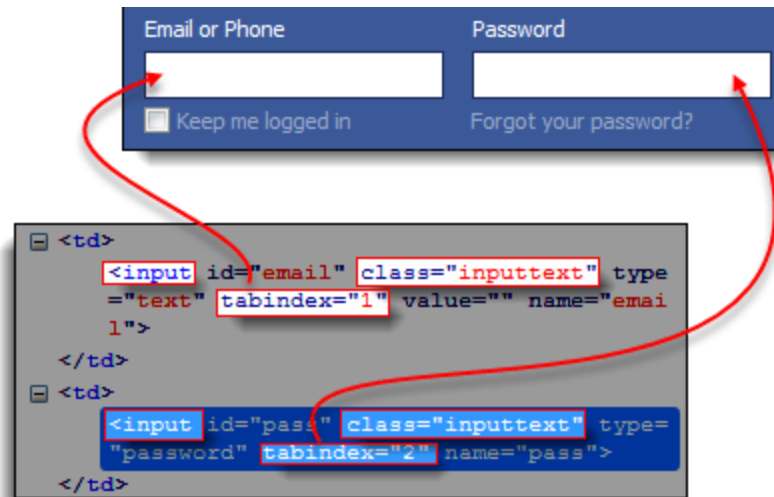 Email or Phone Password
Keep me logged in Forgot your password?
<td>
<input id="email" class="inputtext" type
="text" tabindex="1" value="" name="emai
l">
</td>
<td>
<input id="pass" class="inputtext" type=
"password" tabindex="2" name="pass">
</td>